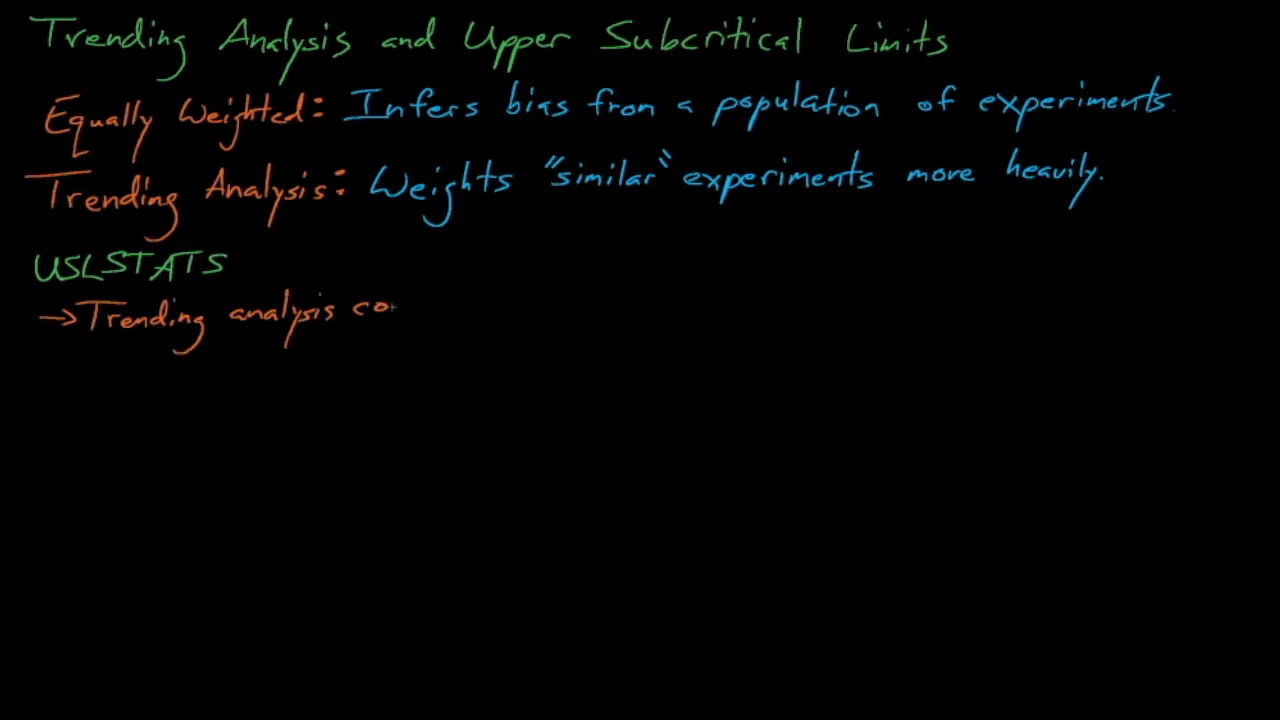 Trending Analysis and Upper Subcritical Limits
Equally Weighted: Infers bias from a population of experiments.
Trending Analysis: Weights "similar" experiments more heavily.
USLSTATS
→ Trending analysis co